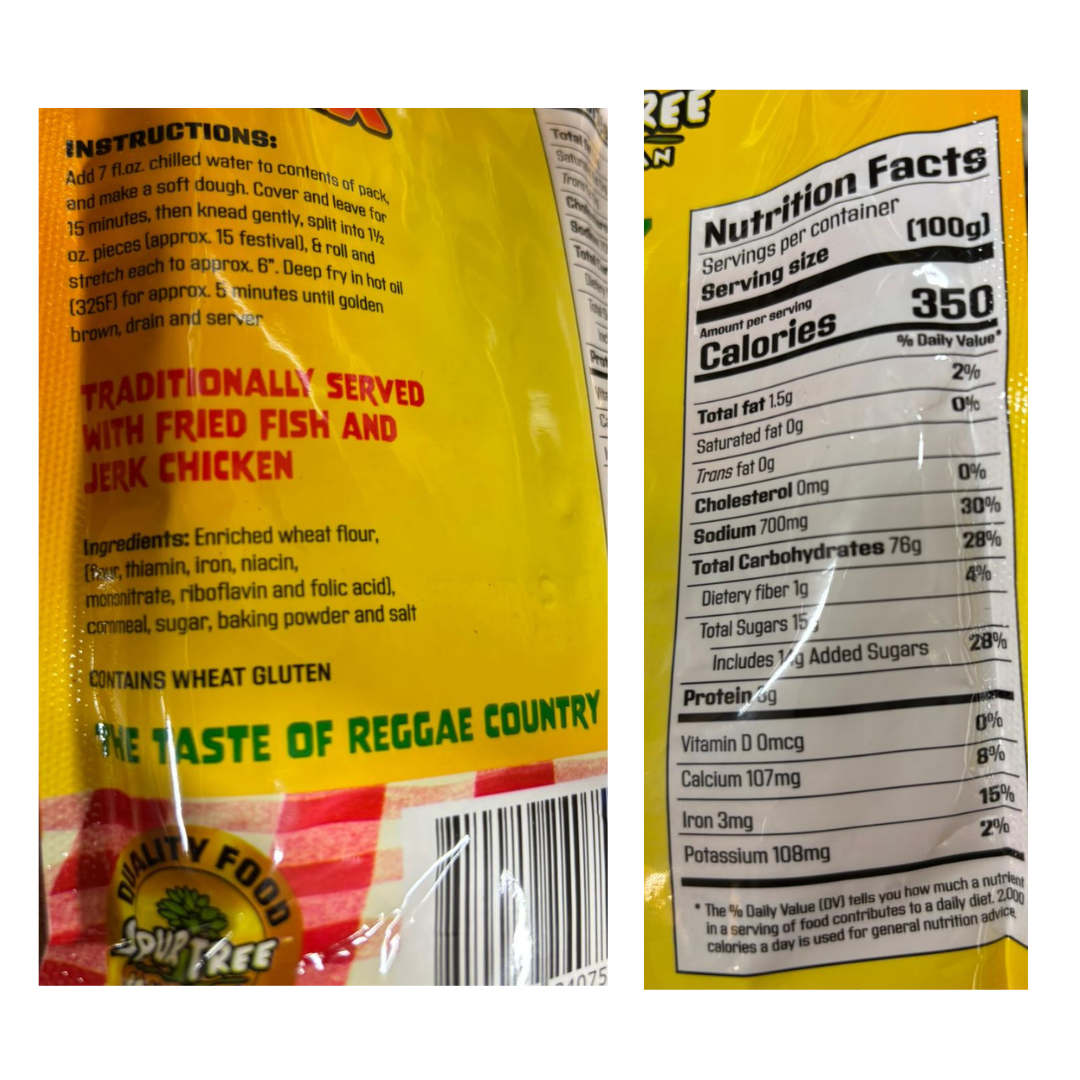 INSTRUCTIONS:
Add 7 fl.oz. chilled water to contents of pack,
and make a soft dough. Cover and leave for
15 minutes, then knead gently, split into 1½
oz. pieces (approx. 15 festival), & roll and
stretch each to approx. 6". Deep fry in hot oil
(325F) for approx. 5 minutes until golden
brown, drain and server
TRADITIONALLY SERVED
WITH FRIED FISH AND
JERK CHICKEN
Ingredients: Enriched wheat flour,
(flour, thiamin, iron, niacin,
mononitrate, riboflavin and folic acid),
cornmeal, sugar, baking powder and salt
CONTAINS WHEAT GLUTEN
THE TASTE OF REGGAE COUNTRY
QUALITY FOOD
SPUR TREE
Total
REE
Nutrition Facts
Servings per container
Serving size (100g)
Amount per serving
Calories 350
% Daily Value*
Total fat 1.5g 2%
Saturated fat 0g 0%
Trans fat 0g
Cholesterol 0mg 0%
Sodium 700mg 30%
Total Carbohydrates 76g 28%
Dietary fiber 1g 4%
Total Sugars 15g
Includes Added Sugars 28%
Protein
Vitamin D 0mcg 0%
Calcium 107mg 8%
Iron 3mg 15%
Potassium 108mg 2%
* The % Daily Value (DV) tells you how much a nutrient
in a serving of food contributes to a daily diet. 2,000
calories a day is used for general nutrition advice.